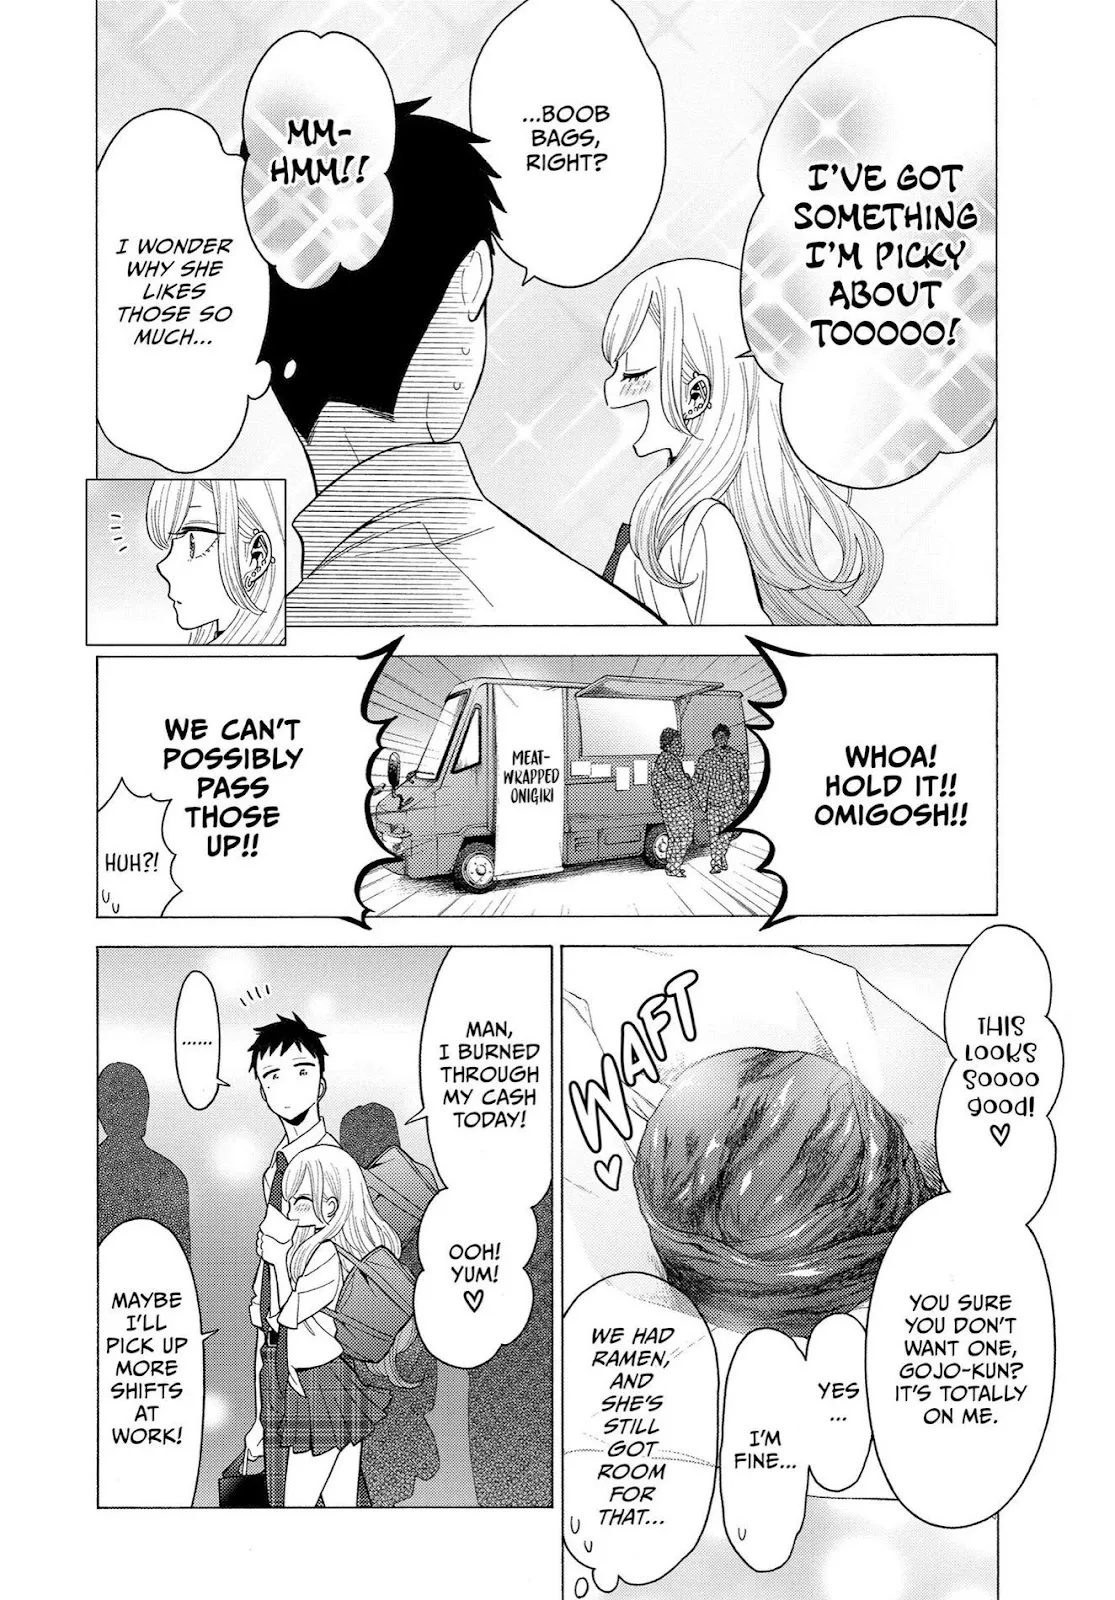 I'VE GOT
SOMETHING
I'M PICKY
ABOUT
TOOOOO!
...BOOB
BAGS,
RIGHT?
MM-
HMM!!
I WONDER
WHY SHE
LIKES
THOSE SO
MUCH...
WHOA!
HOLD IT!!
OMIGOSH!!
MEAT-
WRAPPED
ONIGIRI
WE CAN'T
POSSIBLY
PASS
THOSE
UP!!
HUH?!
THIS
LOOKS
SOOOO
GOOD!
♡
WAFT
♡
YOU SURE
YOU DON'T
WANT ONE,
GOJO-KUN?
IT'S TOTALLY
ON ME.
YES
...
I'M
FINE...
WE HAD
RAMEN,
AND
SHE'S
STILL
GOT
ROOM
FOR
THAT...
MAN,
I BURNED
THROUGH
MY CASH
TODAY!
OOH!
YUM!
♡
......
MAYBE
I'LL
PICK UP
MORE
SHIFTS
AT
WORK!